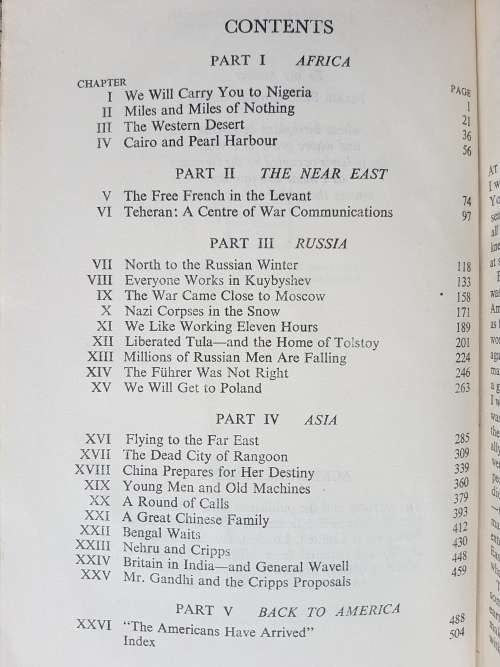 CONTENTS
PART I AFRICA
CHAPTER PAGE
I We Will Carry You to Nigeria 1
II Miles and Miles of Nothing 21
III The Western Desert 36
IV Cairo and Pearl Harbour 56
PART II THE NEAR EAST
V The Free French in the Levant 74
VI Teheran: A Centre of War Communications 97
PART III RUSSIA
VII North to the Russian Winter 118
VIII Everyone Works in Kuybyshev 133
IX The War Came Close to Moscow 158
X Nazi Corpses in the Snow 171
XI We Like Working Eleven Hours 189
XII Liberated Tula—and the Home of Tolstoy 201
XIII Millions of Russian Men Are Falling 224
XIV The Führer Was Not Right 246
XV We Will Get to Poland 263
PART IV ASIA
XVI Flying to the Far East 285
XVII The Dead City of Rangoon 309
XVIII China Prepares for Her Destiny 339
XIX Young Men and Old Machines 360
XX A Round of Calls 379
XXI A Great Chinese Family 393
XXII Bengal Waits 412
XXIII Nehru and Cripps 430
XXIV Britain in India—and General Wavell 448
XXV Mr. Gandhi and the Cripps Proposals 459
PART V BACK TO AMERICA
XXVI "The Americans Have Arrived" 488
Index 504